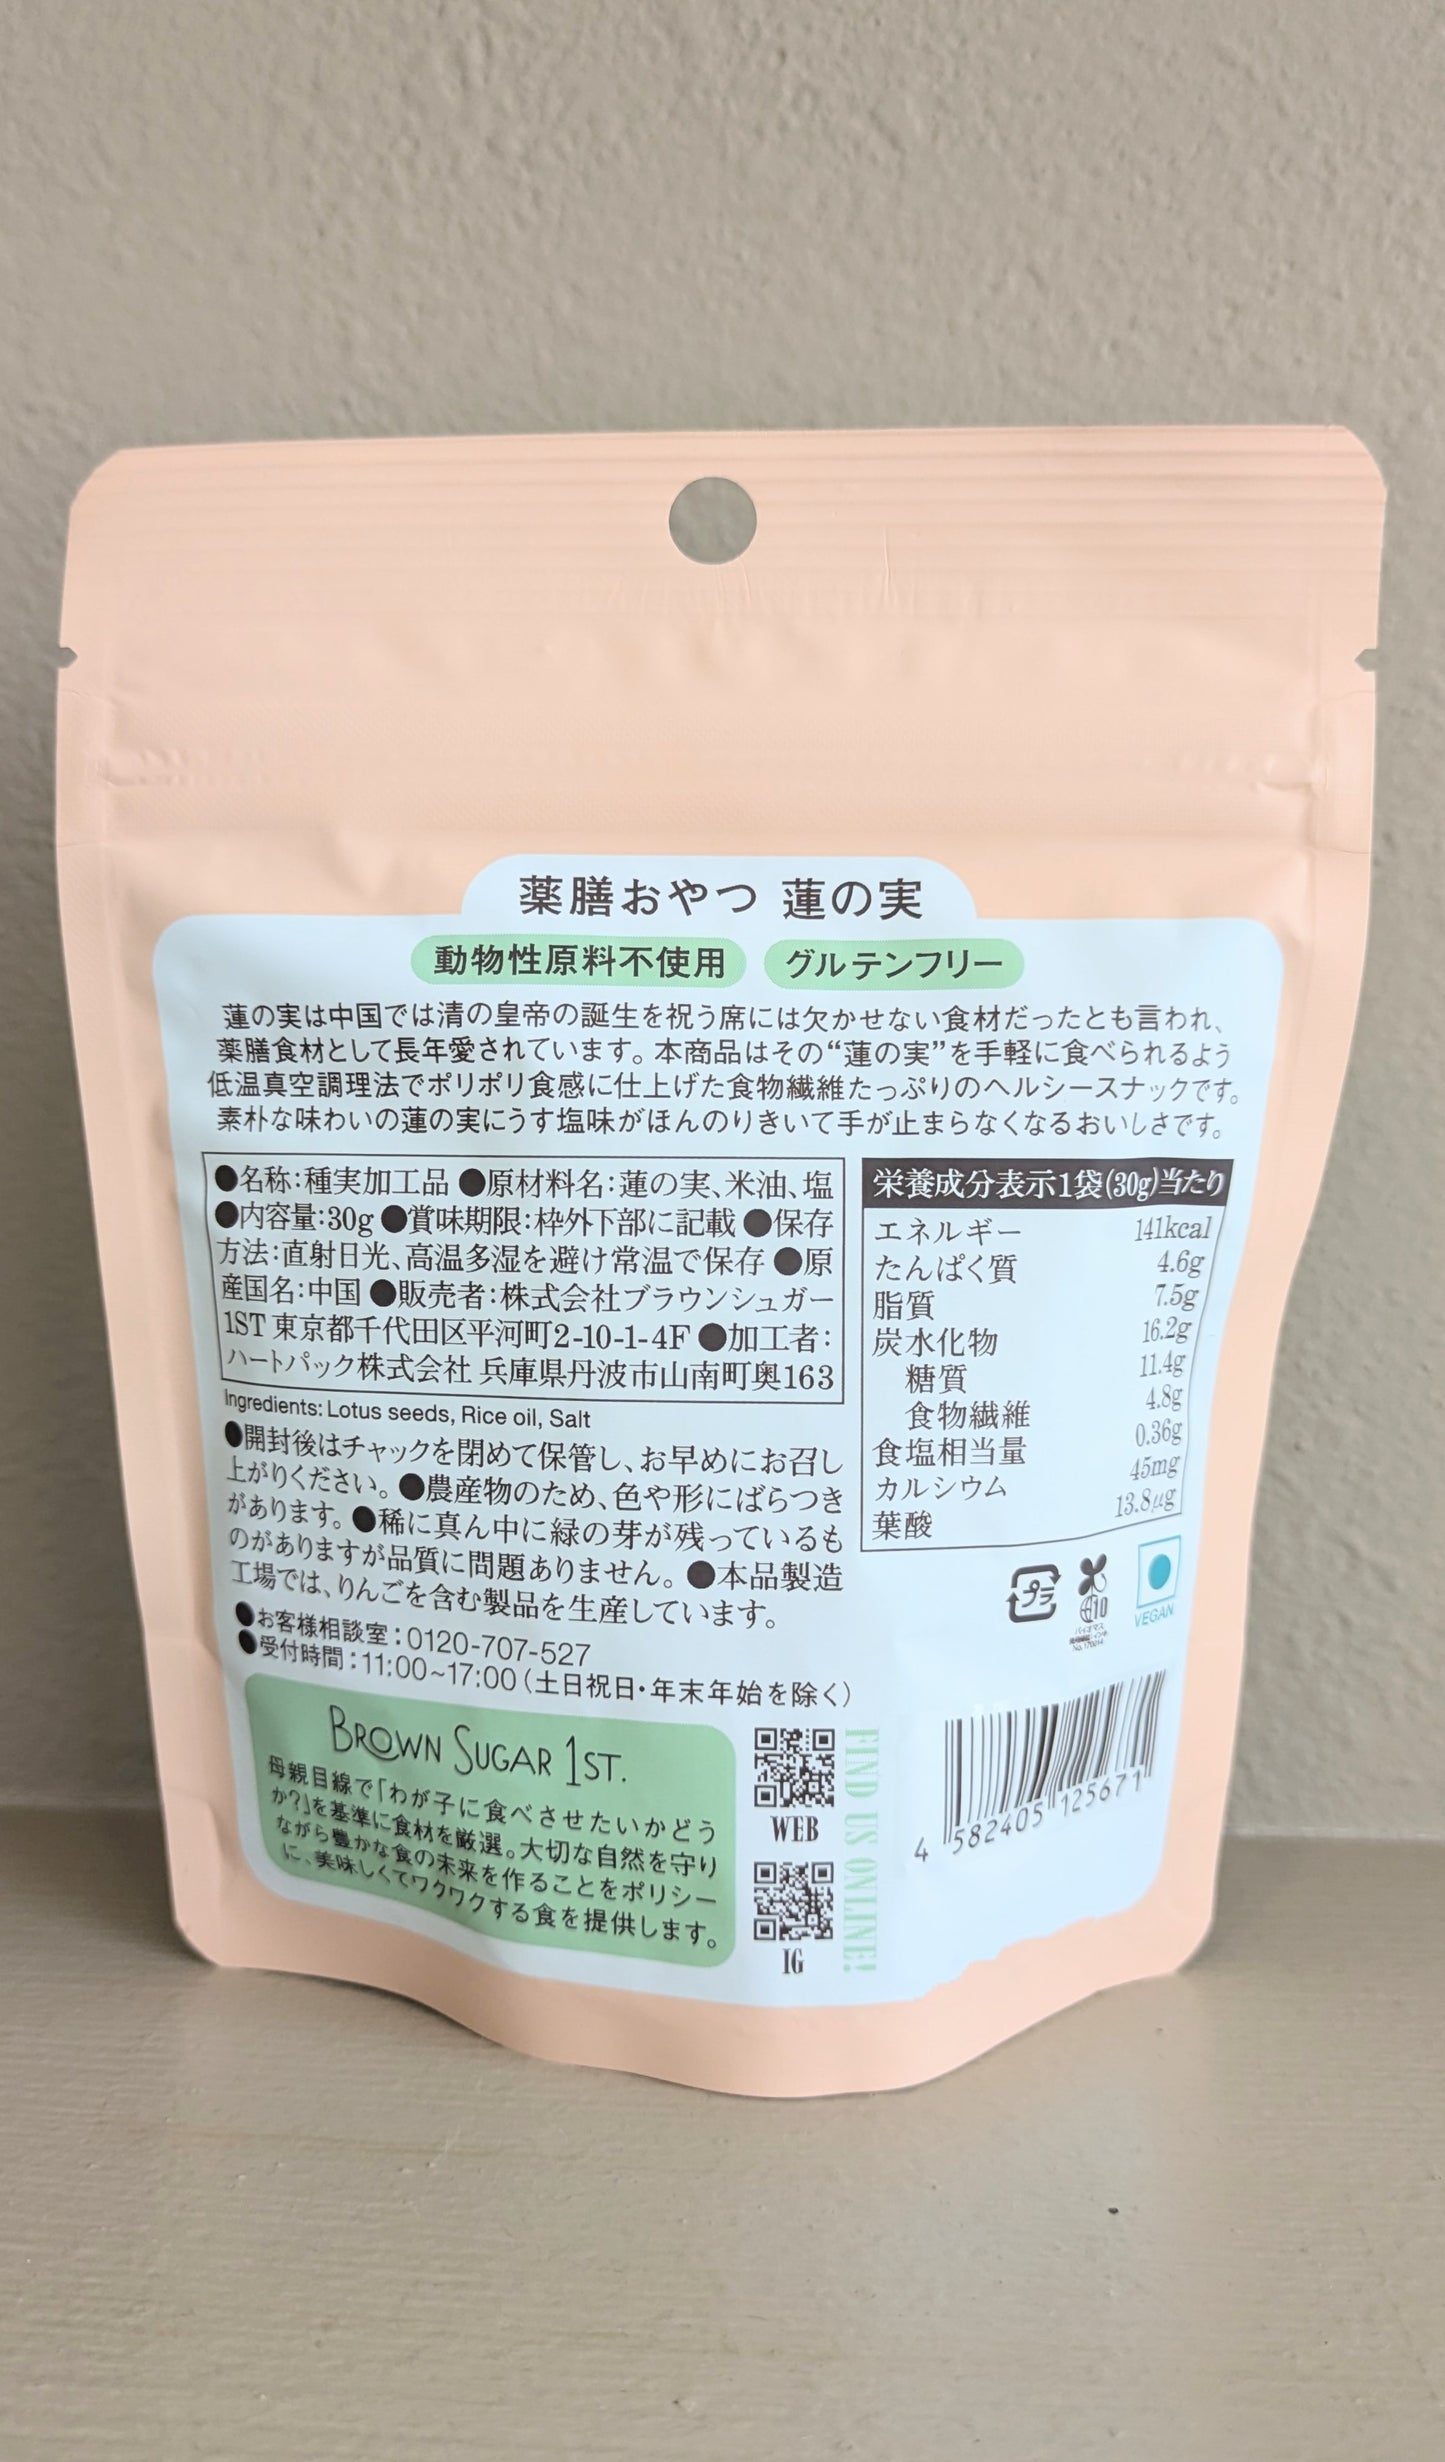 薬膳おやつ 蓮の実
動物性原料不使用 グルテンフリー
蓮の実は中国では清の皇帝の誕生を祝う席には欠かせない食材だったとも言われ、
薬膳食材として長年愛されています。本商品はその“蓮の実”を手軽に食べられるよう
低温真空調理法でポリポリ食感に仕上げた食物繊維たっぷりのヘルシースナックです。
素朴な味わいの蓮の実にうす塩味がほんのりきいて手が止まらなくなるおいしさです。
●名称:種実加工品 ●原材料名:蓮の実、米油、塩
●内容量:30g ●賞味期限:枠外下部に記載 ●保存
方法:直射日光、高温多湿を避け常温で保存 ●原
産国名:中国 ●販売者:株式会社ブラウンシュガー
1ST 東京都千代田区平河町2-10-1-4F ●加工者:
ハートパック株式会社 兵庫県丹波市山南町奥163
Ingredients: Lotus seeds, Rice oil, Salt
●開封後はチャックを閉めて保管し、お早めにお召し
上がりください。●農産物のため、色や形にばらつき
があります。●稀に真ん中に緑の芽が残っているも
のがありますが品質に問題ありません。●本品製造
工場では、りんごを含む製品を生産しています。
●お客様相談室:0120-707-527
●受付時間:11:00~17:00(土日祝日・年末年始を除く)
栄養成分表示1袋(30g)当たり
エネルギー 141kcal
たんぱく質 4.6g
脂質 7.5g
炭水化物 16.2g
糖質 11.4g
食物繊維 4.8g
食塩相当量 0.36g
カルシウム 45mg
葉酸 13.8μg
プラ
10
バイオマス
No.170014
VEGAN
BROWN SUGAR 1ST.
母親目線で「わが子に食べさせたいかどう
か?」を基準に食材を厳選。大切な自然を守り
ながら豊かな食の未来を作ることをポリシー
に、美味しくてワクワクする食を提供します。
WEB
IG
FIND US ONLINE!
4 582405 125671